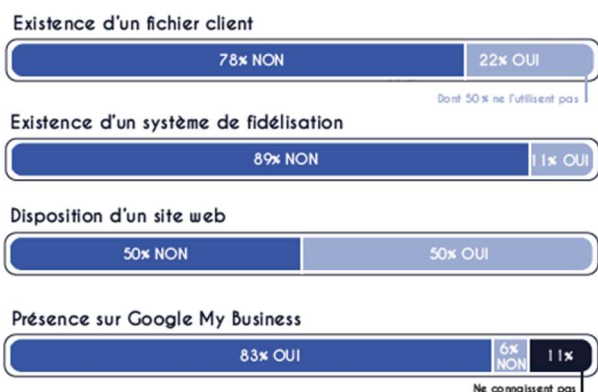 Existence d'un fichier client
78% NON 22% OUI
Dont 50% ne l'utilisent pas
Existence d'un système de fidélisation
89% NON 11% OUI
Disposition d'un site web
50% NON 50% OUI
Présence sur Google My Business
83% OUI 6% NON 11%
Ne connaissent pas